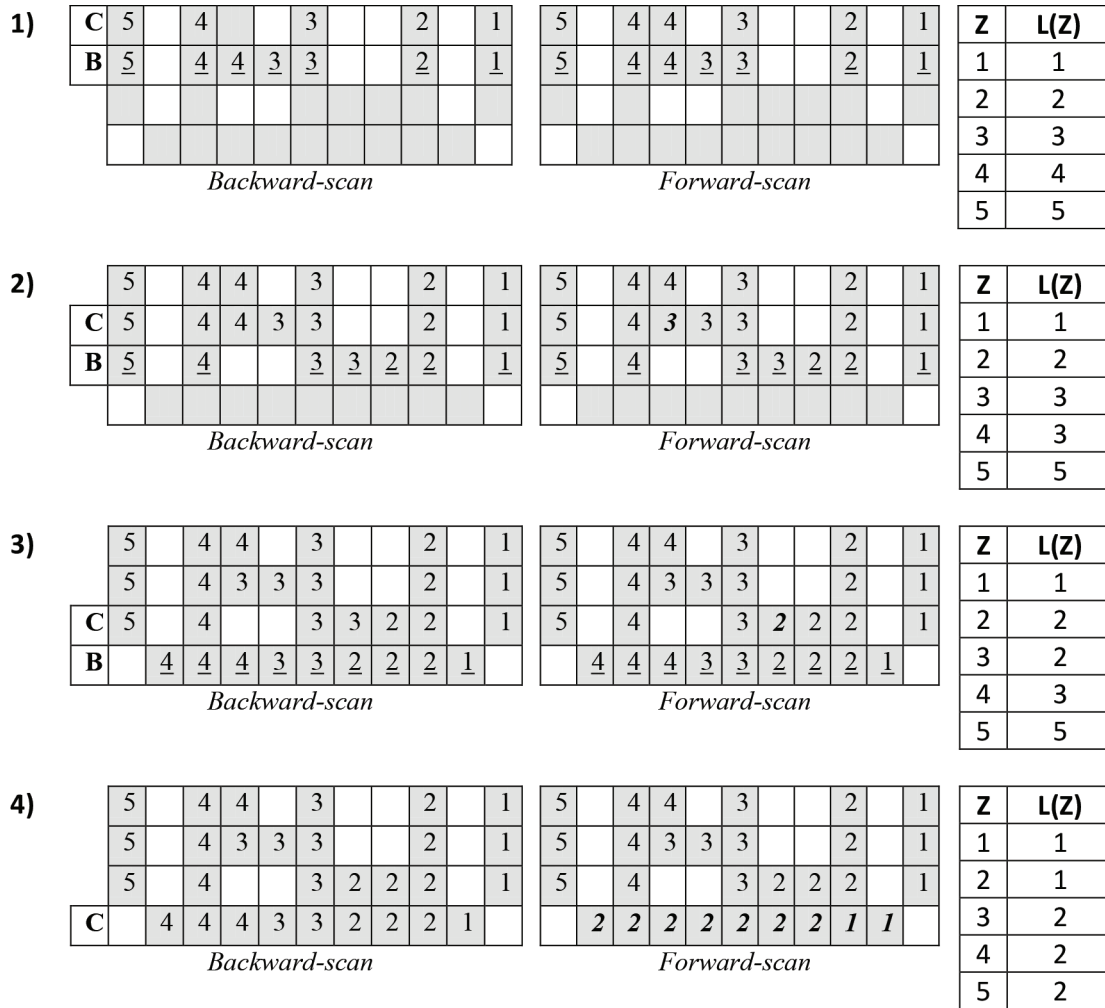 1)
C 5 4 3 2 1
B 5 4 4 3 3 2 1
Backward-scan
5 4 4 3 2 1
5 4 4 3 3 2 1
Forward-scan
Z L(Z)
1 1
2 2
3 3
4 4
5 5
2)
5 4 4 3 2 1
C 5 4 4 3 3 2 1
B 5 4 3 3 2 2 1
Backward-scan
5 4 4 3 2 1
5 4 3 3 3 2 1
5 4 3 3 2 2 1
Forward-scan
Z L(Z)
1 1
2 2
3 3
4 3
5 5
3)
5 4 4 3 2 1
5 4 3 3 3 2 1
C 5 4 3 3 2 2 1
B 4 4 4 3 3 2 2 2 1
Backward-scan
5 4 4 3 2 1
5 4 3 3 3 2 1
5 4 3 2 2 2 1
4 4 4 3 3 2 2 2 1
Forward-scan
Z L(Z)
1 1
2 2
3 2
4 3
5 5
4)
5 4 4 3 2 1
5 4 3 3 3 2 1
5 4 3 2 2 2 1
C 4 4 4 3 3 2 2 2 1
Backward-scan
5 4 4 3 2 1
5 4 3 3 3 2 1
5 4 3 2 2 2 1
2 2 2 2 2 2 2 1 1
Forward-scan
Z L(Z)
1 1
2 1
3 2
4 2
5 2